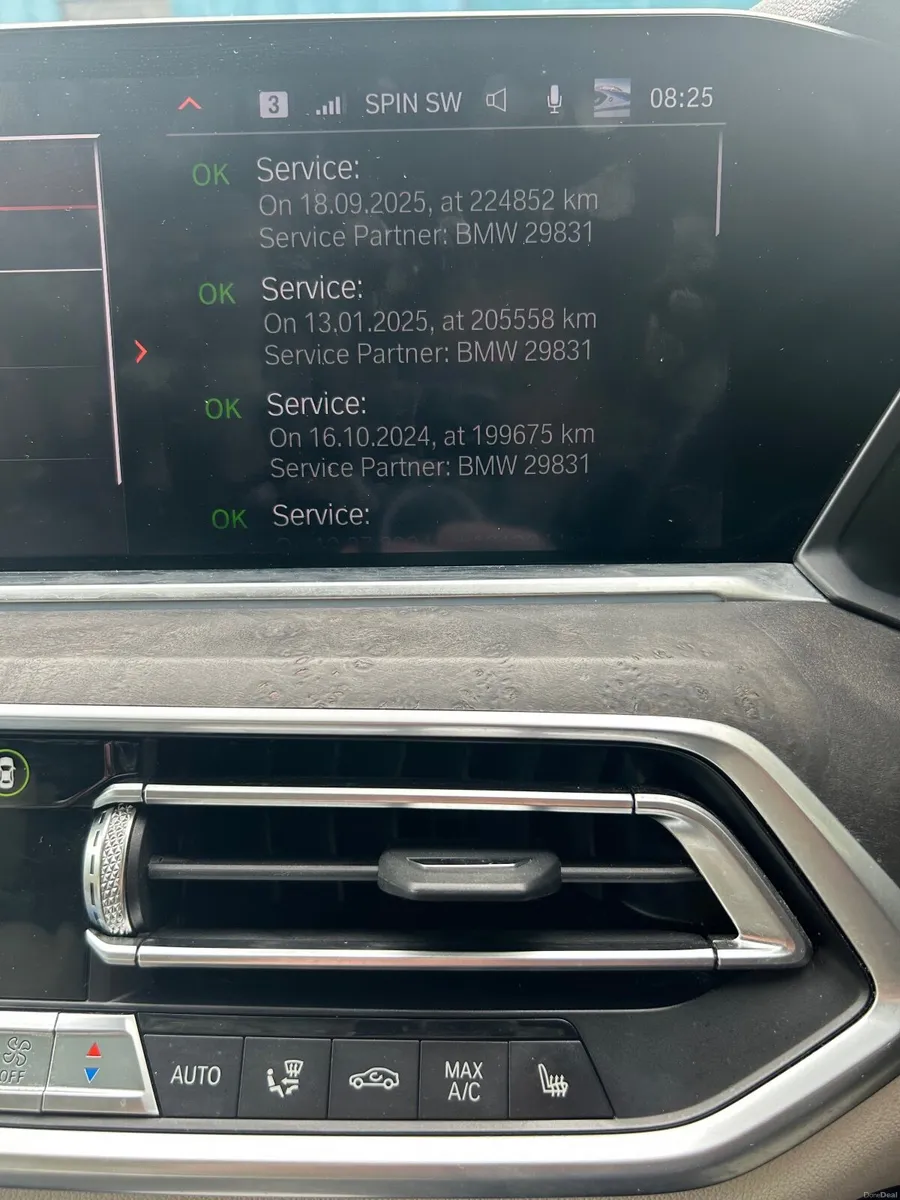 3 SPIN SW 08:25
OK Service:
On 18.09.2025, at 224852 km
Service Partner: BMW 29831
OK Service:
On 13.01.2025, at 205558 km
Service Partner: BMW 29831
OK Service:
On 16.10.2024, at 199675 km
Service Partner: BMW 29831
OK Service:
OFF
AUTO
MAX
A/C
DoneDeal